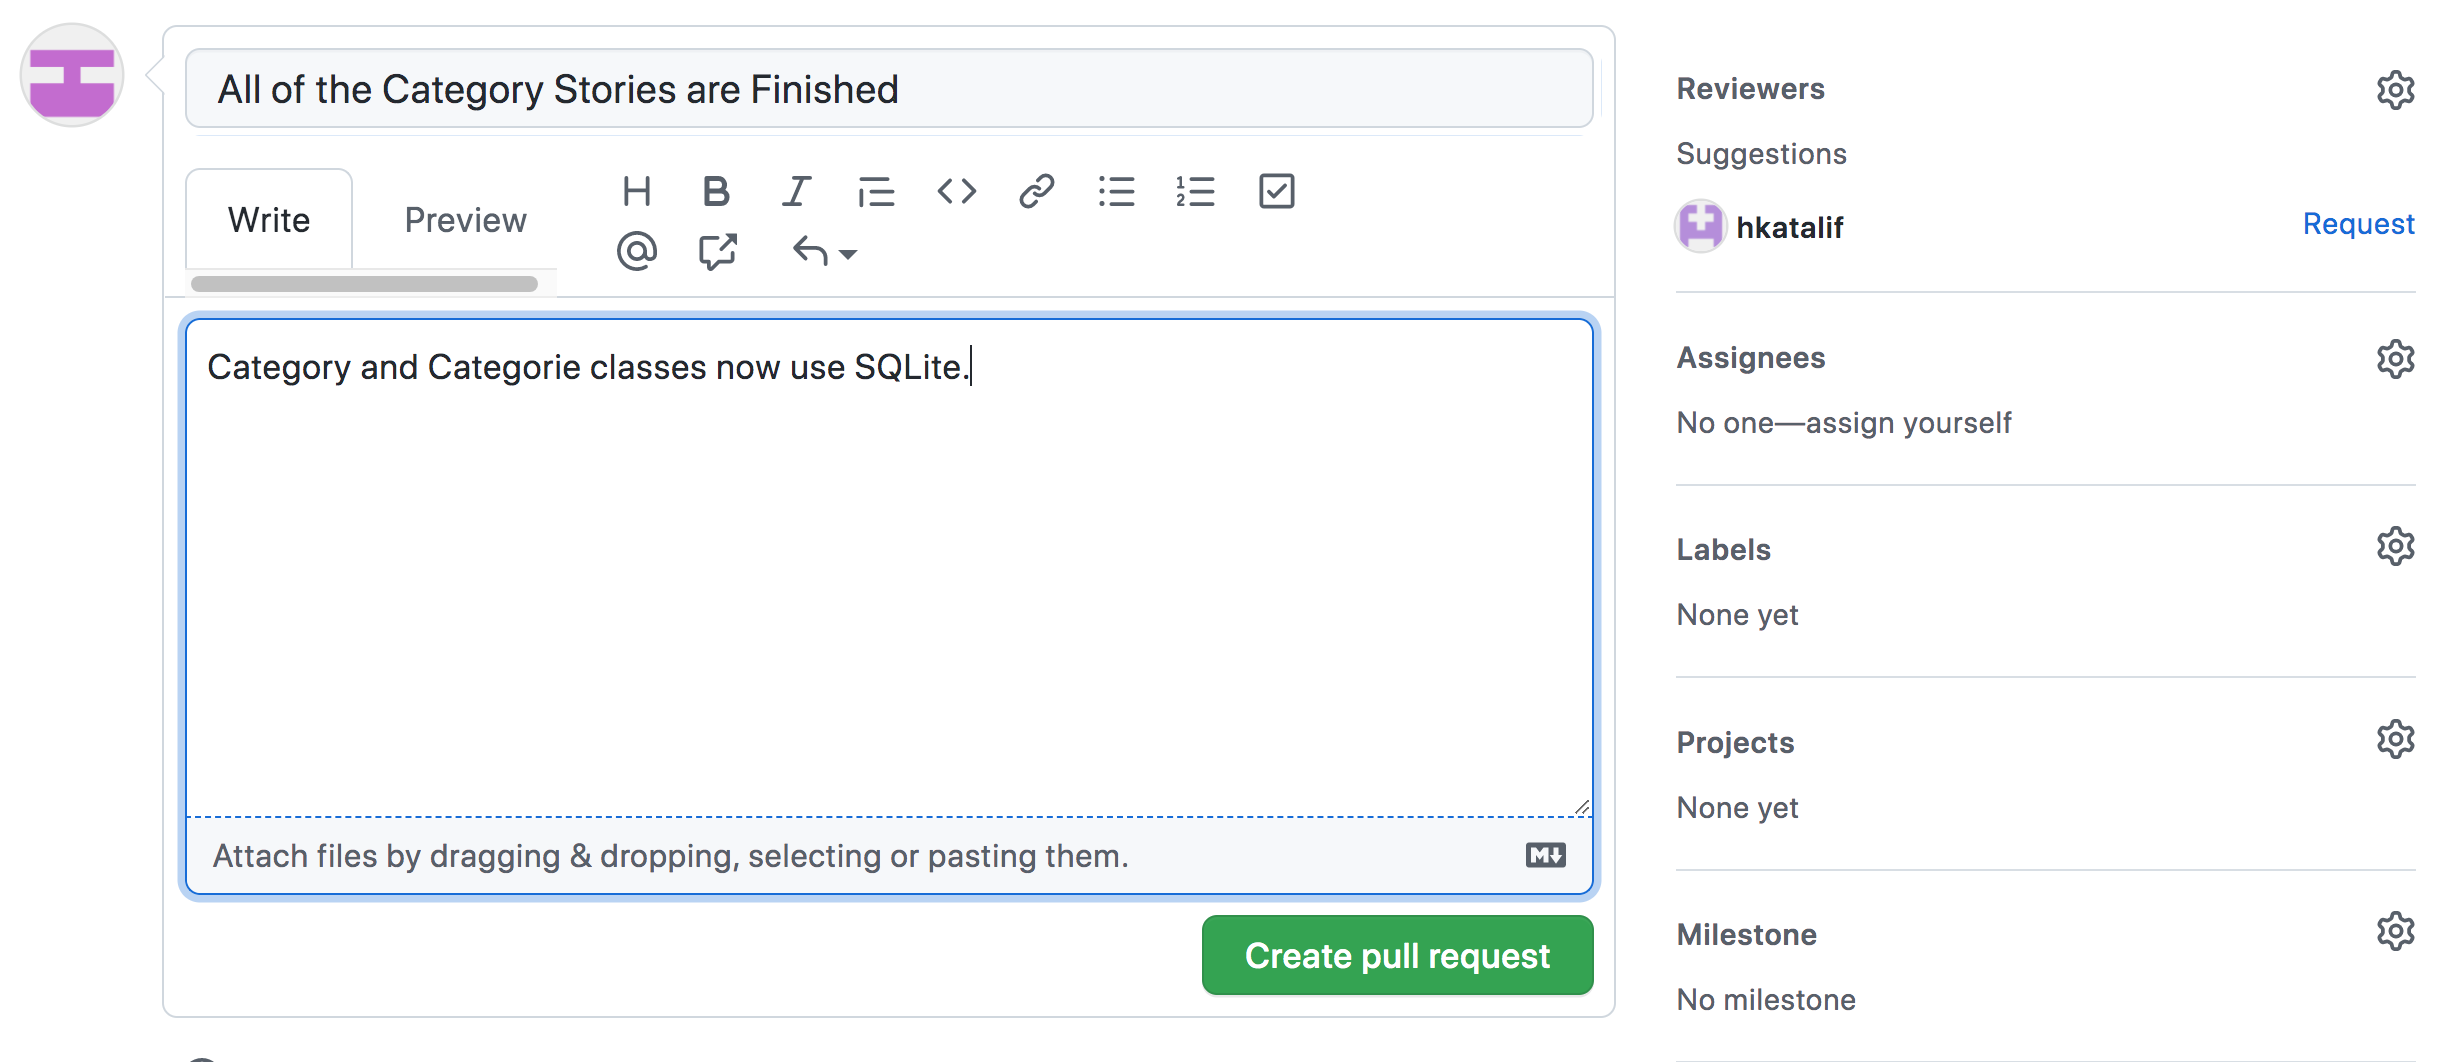 All of the Category Stories are Finished
Write
Preview
Category and Categorie classes now use SQLite.
Attach files by dragging & dropping, selecting or pasting them.
Create pull request
Reviewers
Suggestions
hkatalif
Request
Assignees
No one—assign yourself
Labels
None yet
Projects
None yet
Milestone
No milestone